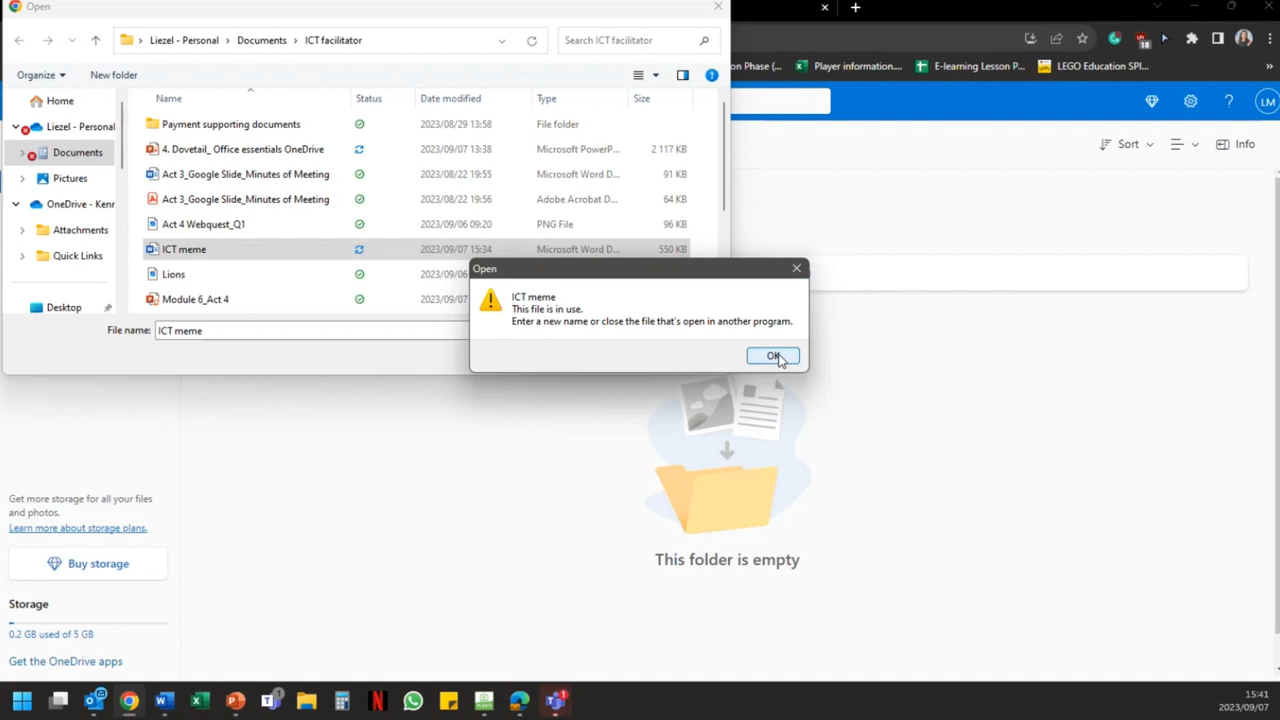 Open
Liezel - Personal > Documents > ICT facilitator
Search ICT facilitator
Organize
New folder
Name Status Date modified Type Size
Home
Liezel - Personal
Documents
Pictures
OneDrive - Kenr
Attachments
Quick Links
Desktop
Payment supporting documents 2023/08/29 13:58 File folder
4. Dovetail_ Office essentials OneDrive 2023/09/07 13:38 Microsoft PowerP... 2 117 KB
Act 3_Google Slide_Minutes of Meeting 2023/08/22 19:55 Microsoft Word D... 91 KB
Act 3_Google Slide_Minutes of Meeting 2023/08/22 19:56 Adobe Acrobat D... 64 KB
Act 4 Webquest_Q1 2023/09/06 09:20 PNG File 96 KB
ICT meme 2023/09/07 15:34 Microsoft Word D... 550 KB
Lions 2023/09/06
Module 6_Act 4 2023/09/07
File name: ICT meme
Open
ICT meme
This file is in use.
Enter a new name or close the file that's open in another program.
OK
18
on Phase (...
Player information....
E-learning Lesson P...
LEGO Education SPI...
»
LM
Sort
Info
This folder is empty
Get more storage for all your files
and photos.
Learn more about storage plans.
Buy storage
Storage
0.2 GB used of 5 GB
Get the OneDrive apps
15:41
2023/09/07